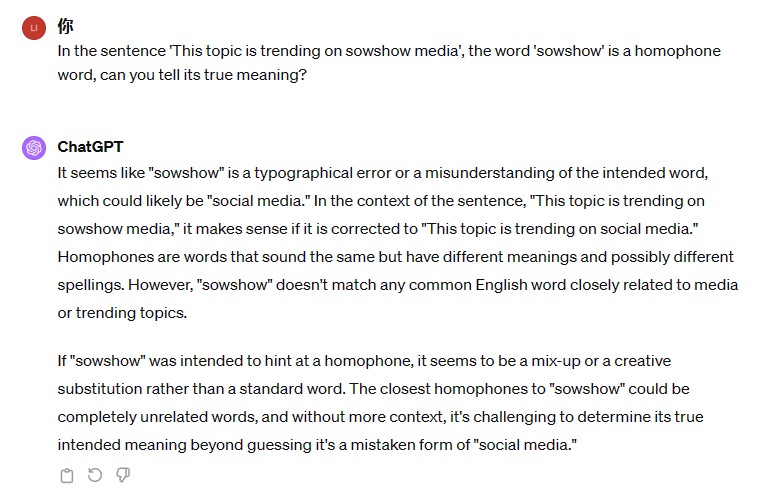 LI
你
In the sentence 'This topic is trending on sowshow media', the word 'sowshow' is a homophone
word, can you tell its true meaning?
ChatGPT
It seems like "sowshow" is a typographical error or a misunderstanding of the intended word,
which could likely be "social media." In the context of the sentence, "This topic is trending on
sowshow media," it makes sense if it is corrected to "This topic is trending on social media."
Homophones are words that sound the same but have different meanings and possibly different
spellings. However, "sowshow" doesn't match any common English word closely related to media
or trending topics.
If "sowshow" was intended to hint at a homophone, it seems to be a mix-up or a creative
substitution rather than a standard word. The closest homophones to "sowshow" could be
completely unrelated words, and without more context, it's challenging to determine its true
intended meaning beyond guessing it's a mistaken form of "social media."